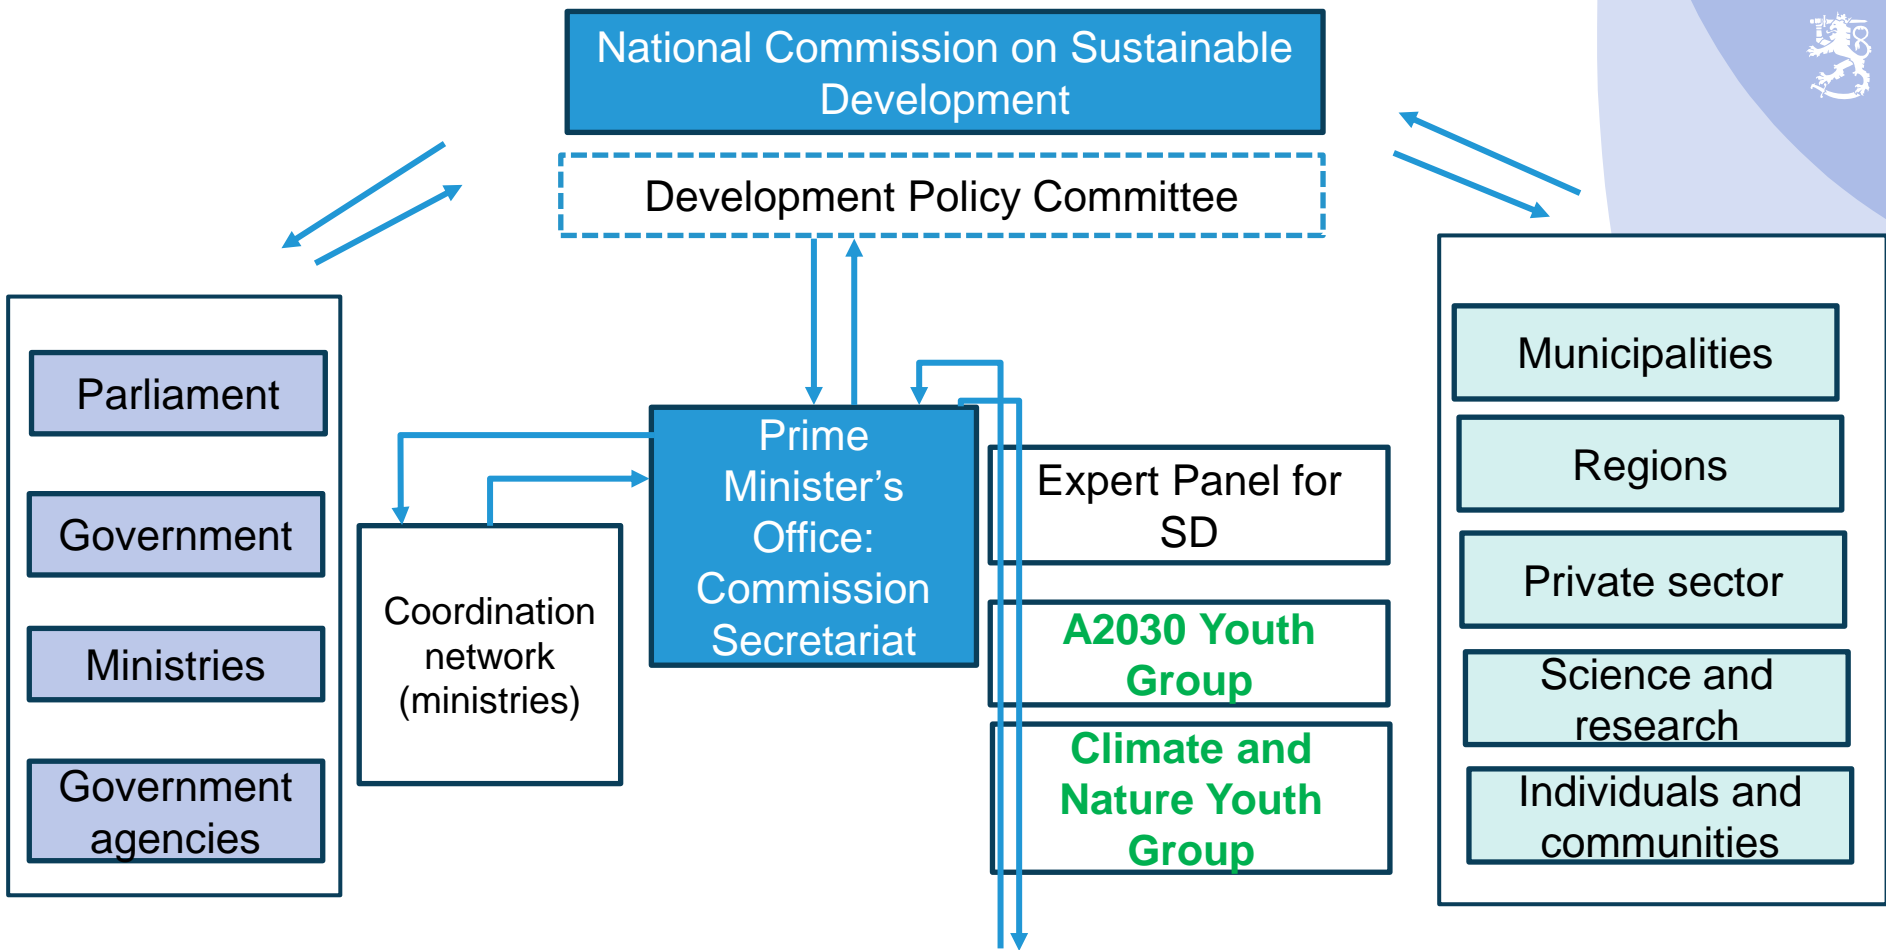 National Commission on Sustainable
Development
Development Policy Committee
Parliament
Government
Ministries
Government
agencies
Coordination
network
(ministries)
Prime
Minister’s
Office:
Commission
Secretariat
Expert Panel for
SD
A2030 Youth
Group
Climate and
Nature Youth
Group
Municipalities
Regions
Private sector
Science and
research
Individuals and
communities